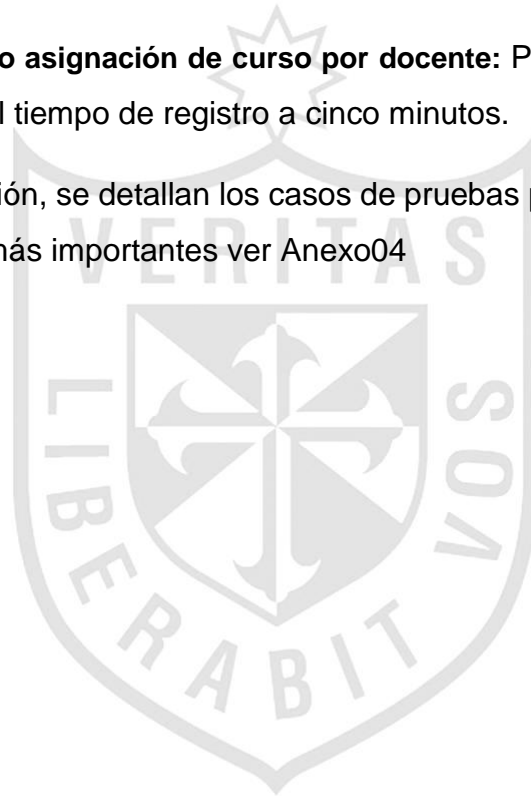 o asignación de curso por docente: P
l tiempo de registro a cinco minutos.
ión, se detallan los casos de pruebas p
más importantes ver Anexo04
VERITAS
LIBERABIT
VOS